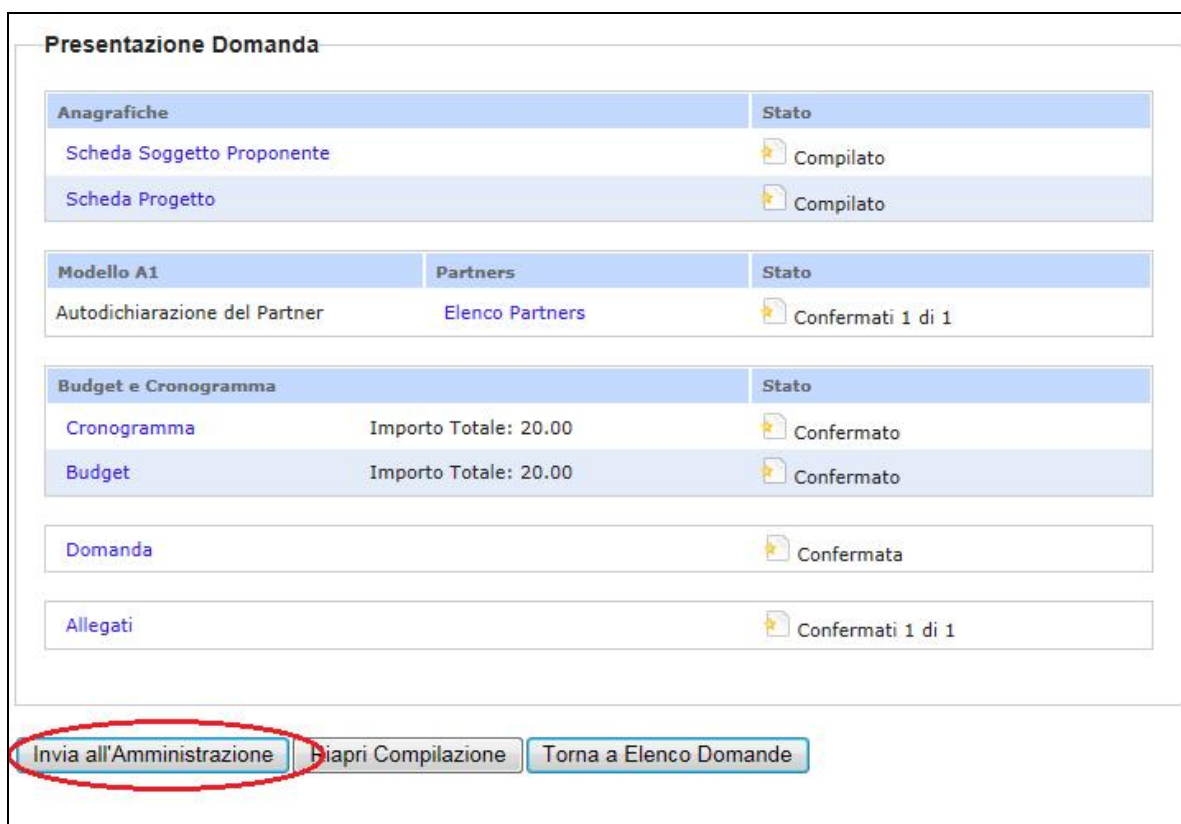 Presentazione Domanda
Anagrafiche Stato
Scheda Soggetto Proponente Compilato
Scheda Progetto Compilato
Modello A1 Partners Stato
Autodichiarazione del Partner Elenco Partners Confermati 1 di 1
Budget e Cronogramma Stato
Cronogramma Importo Totale: 20.00 Confermato
Budget Importo Totale: 20.00 Confermato
Domanda Confermata
Allegati Confermati 1 di 1
Invia all'Amministrazione Riapri Compilazione Torna a Elenco Domande